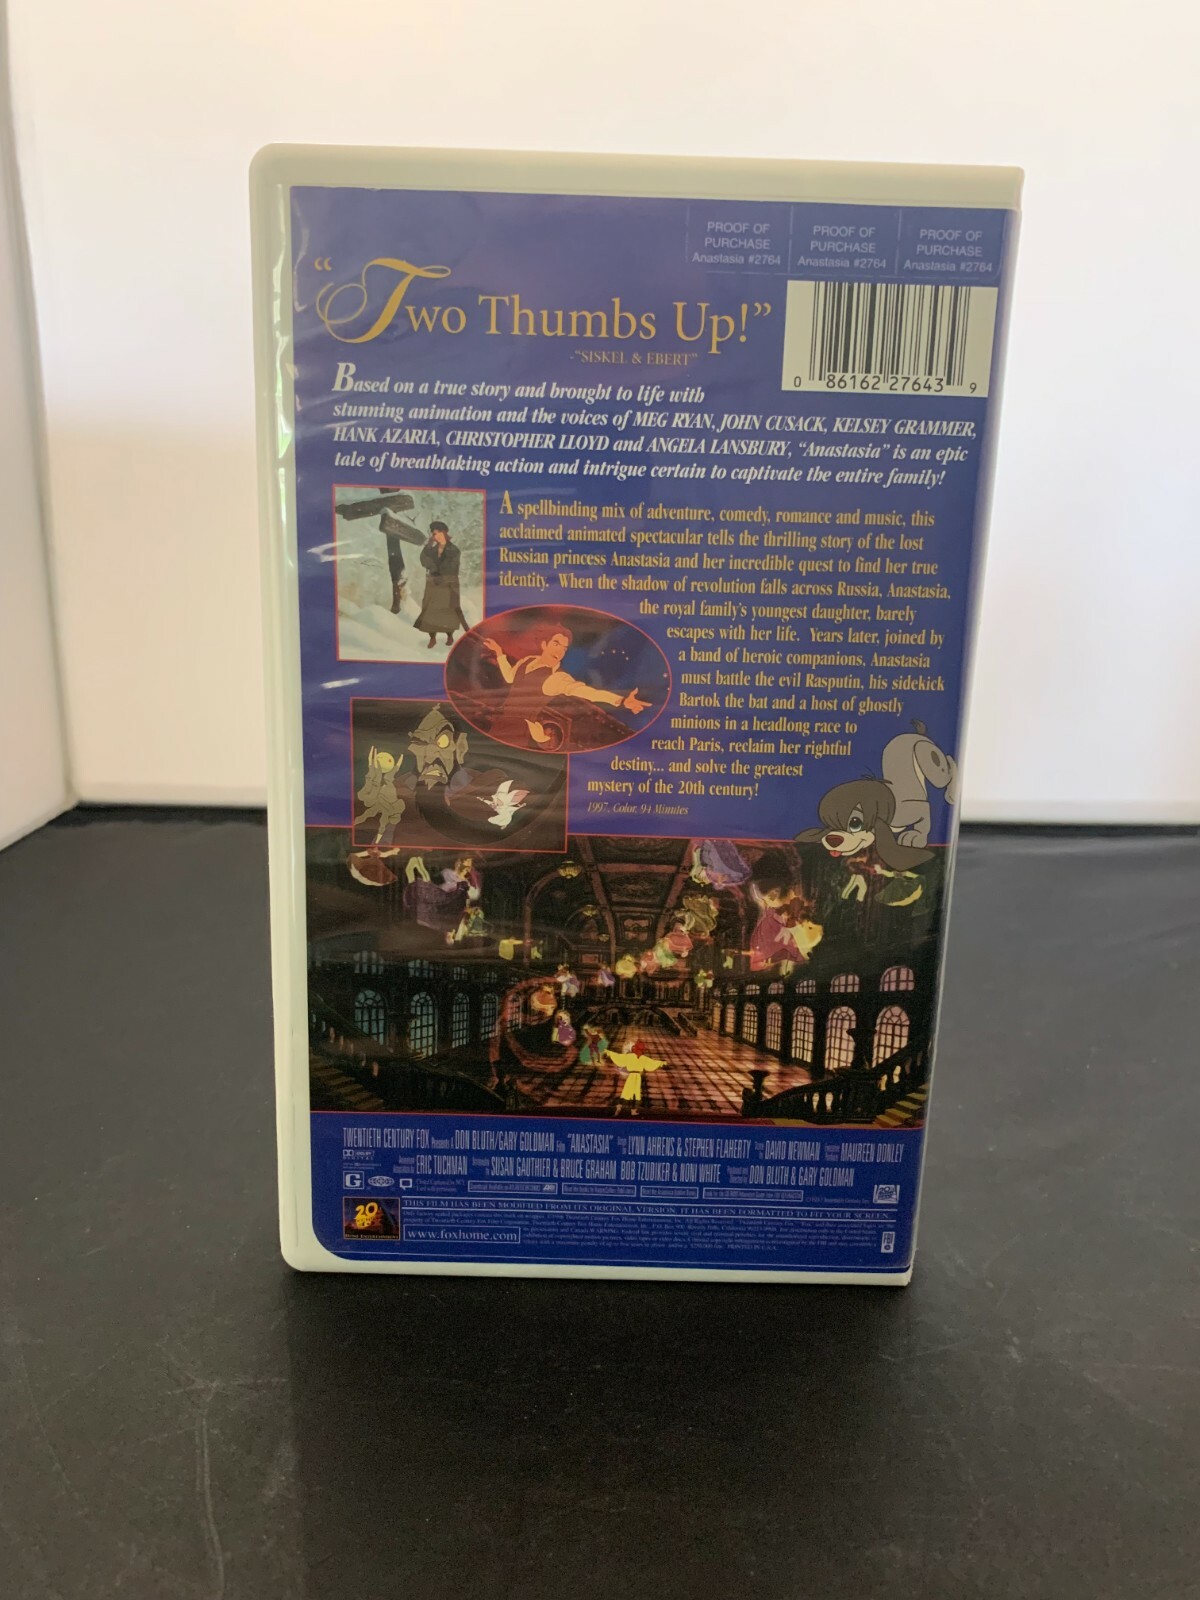 PROOF OF
PURCHASE
Anastasia #2764
PROOF OF
PURCHASE
Anastasia #2764
PROOF OF
PURCHASE
Anastasia #2764
“Two Thumbs Up!”
-"SISKEL & EBERT"
0 86162 27643 9
Based on a true story and brought to life with
stunning animation and the voices of MEG RYAN, JOHN CUSACK, KELSEY GRAMMER,
HANK AZARIA, CHRISTOPHER LLOYD and ANGELA LANSBURY, “Anastasia” is an epic
tale of breathtaking action and intrigue certain to captivate the entire family!
A spellbinding mix of adventure, comedy, romance and music, this
acclaimed animated spectacular tells the thrilling story of the lost
Russian princess Anastasia and her incredible quest to find her true
identity. When the shadow of revolution falls across Russia, Anastasia,
the royal family's youngest daughter, barely
escapes with her life. Years later, joined by
a band of heroic companions, Anastasia
must battle the evil Rasputin, his sidekick
Bartok the bat and a host of ghostly
minions in a headlong race to
reach Paris, reclaim her rightful
destiny... and solve the greatest
mystery of the 20th century!
1997. Color. 94 Minutes
TWENTIETH CENTURY FOX Presents A DON BLUTH/GARY GOLDMAN Film "ANASTASIA" LYNN AHRENS & STEPHEN FLAHERTY DAVID NEWMAN MAUREEN DONLEY
ERIC TUCHMAN SUSAN GAUTHIER & BRUCE GRAHAM BOB TZUDIKER & NONI WHITE DON BLUTH & GARY GOLDMAN
DOLBY
DIGITAL
G
THIS FILM HAS BEEN MODIFIED FROM ITS ORIGINAL VERSION. IT HAS BEEN FORMATTED TO FIT YOUR SCREEN.
20
HOME ENTERTAINMENT
www.foxhome.com